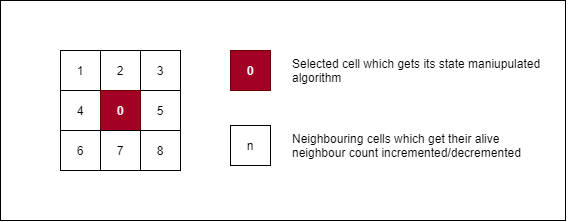 1 2 3
4 0 5
6 7 8
0
Selected cell which gets its state maniupulated
algorithm
n
Neighbouring cells which get their alive
neighbour count incremented/decremented